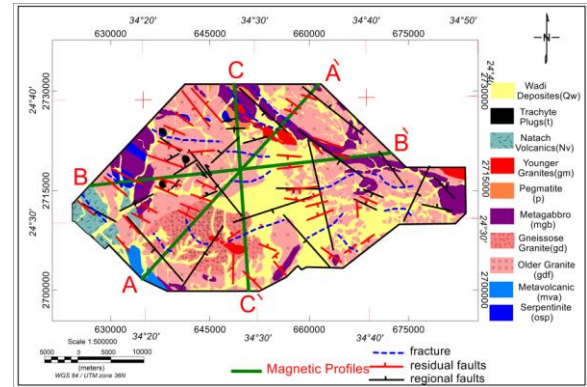 34°20' 34°30' 34°40' 34°50'
630000 645000 660000 675000
N
24°40'
2730000
2730000
24°40'
C
A`
B`
B
2715000
2715000
24°30'
24°30'
A
C`
2700000
2700000
630000 645000 660000 675000
34°20' 34°30' 34°40'
Scale 1:500000
6000 0 5000 10000
(meters)
WGS 84 / UTM zone 36N
Magnetic Profiles
fracture
residual faults
regional faults
Wadi
Deposites(Qw)
Trachyte
Plugs(t)
Natach
Volcanics(Nv)
Younger
Granites(gm)
Pegmatite
(p)
Metagabbro
(mgb)
Gneissose
Granite(gd)
Older Granite
(gdf)
Metavolcanic
(mva)
Serpentinite
(osp)